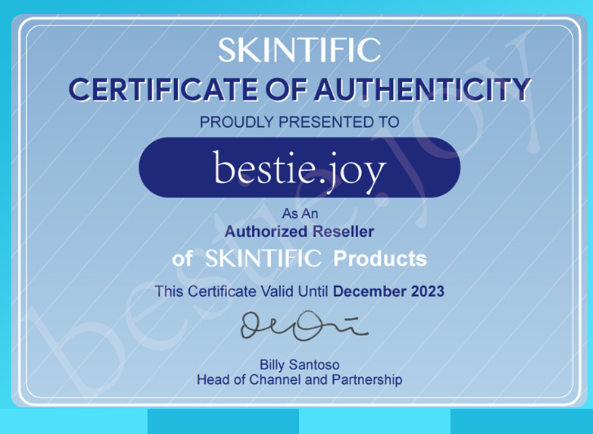 SKINTIFIC
CERTIFICATE OF AUTHENTICITY
PROUDLY PRESENTED TO
bestie.joy
As An
Authorized Reseller
of SKINTIFIC Products
This Certificate Valid Until December 2023
Billy Santoso
Head of Channel and Partnership
bestie.joy